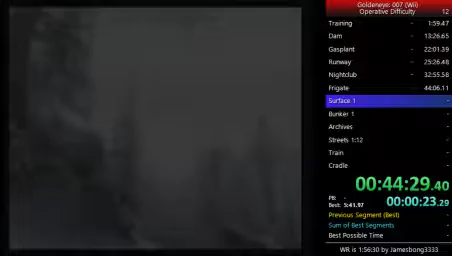 Goldeneye: 007 (Wii)
Operative Difficulty 12
Training - 1:59.47
Dam - 13:26.65
Gasplant - 22:01.39
Runway - 25:26.48
Nightclub - 32:55.58
Frigate 44:06.11
Surface 1 -
Bunker 1 -
Archives -
Streets 1:12 -
Train -
Cradle -
00:44:29.40
PB: -
Best: 5:41.97 00:00:23.29
Previous Segment (Best) -
Sum of Best Segments -
Best Possible Time -
WR is 1:56:30 by Jamesbong3333